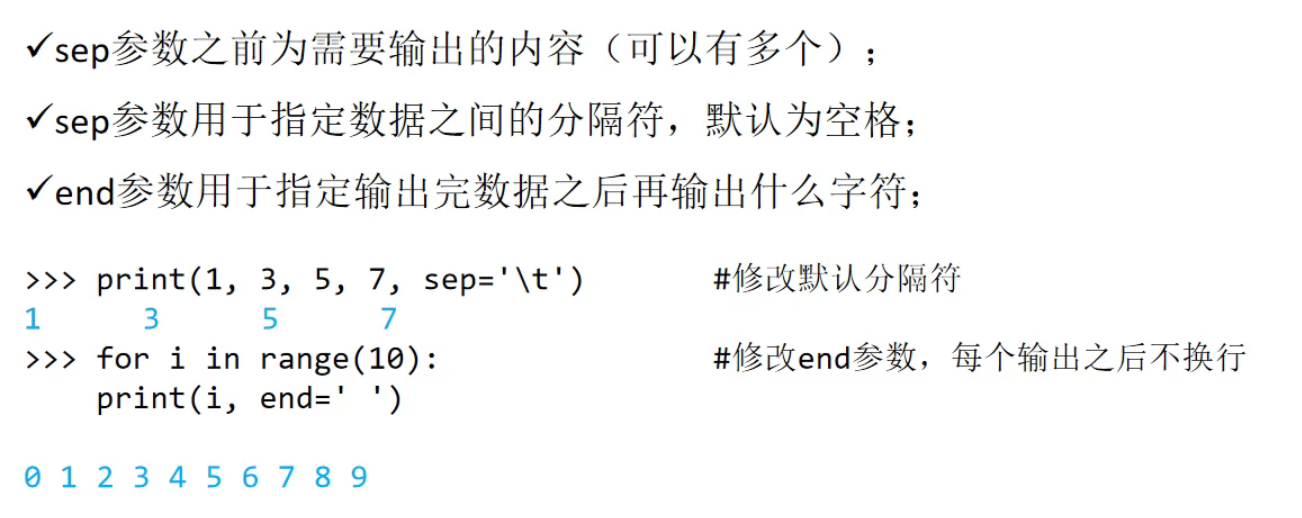 ✓sep参数之前为需要输出的内容（可以有多个）；
✓sep参数用于指定数据之间的分隔符，默认为空格；
✓end参数用于指定输出完数据之后再输出什么字符；
>>> print(1, 3, 5, 7, sep='\t') #修改默认分隔符
1 3 5 7
>>> for i in range(10): #修改end参数，每个输出之后不换行
    print(i, end=' ')
0 1 2 3 4 5 6 7 8 9